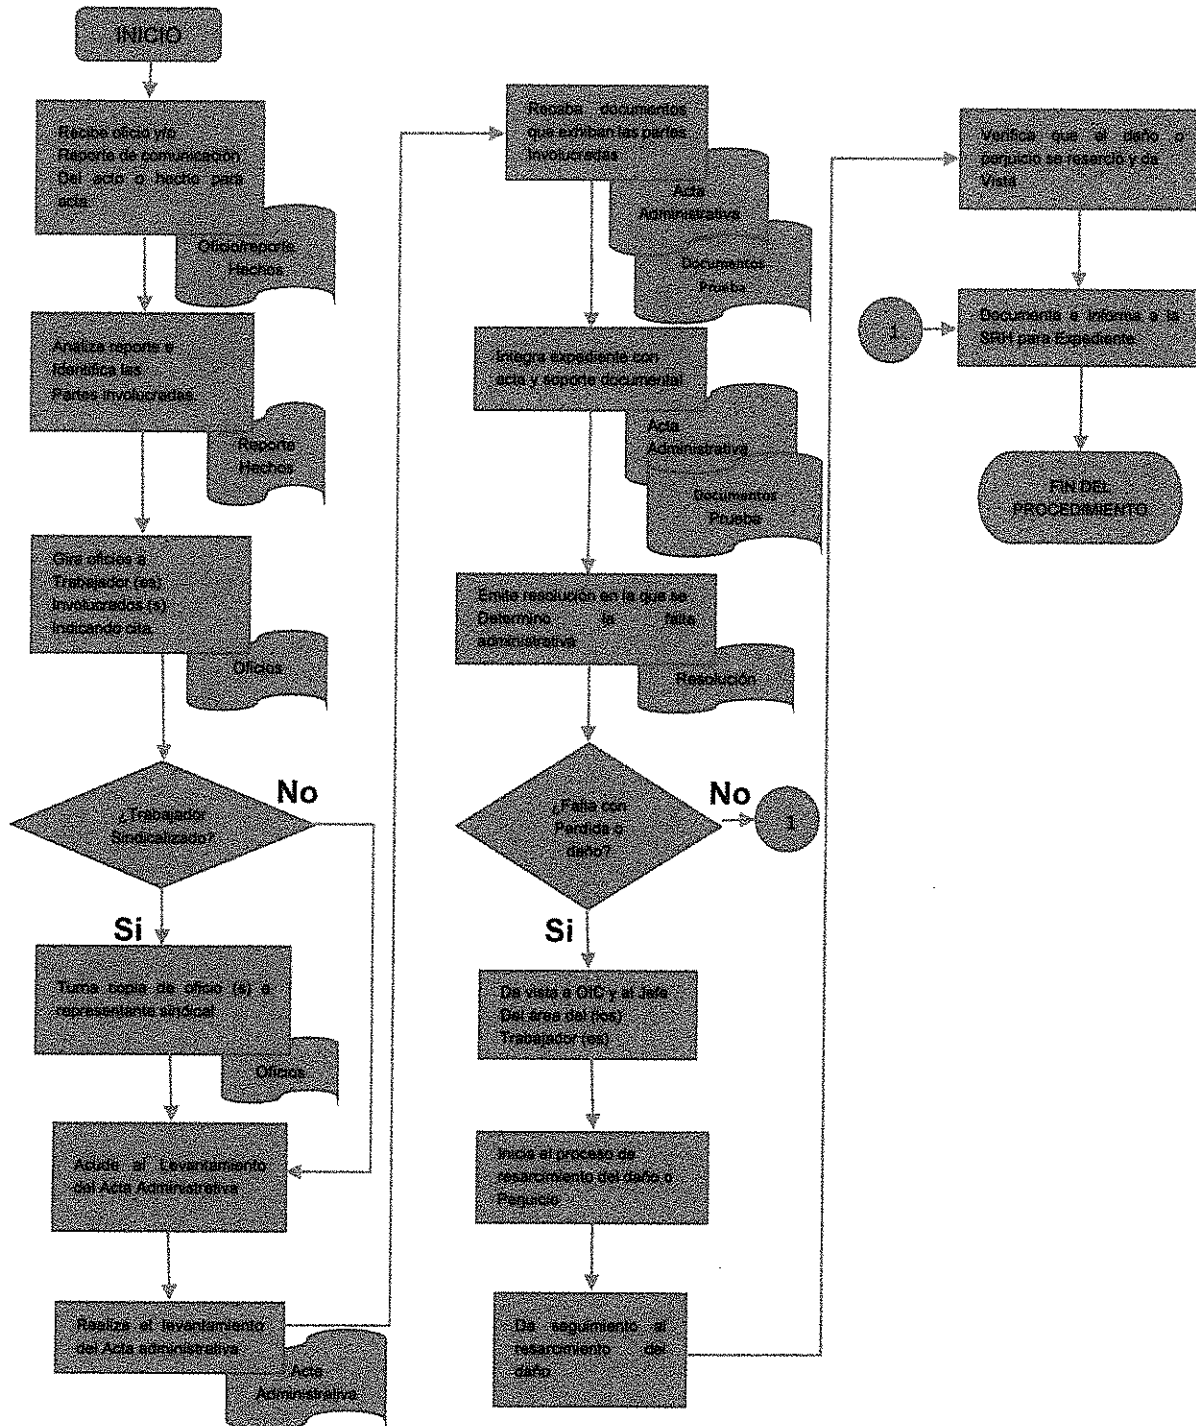 INICIO
Recibe oficio y/o
Reporte de comunicación
Del acto o hecho para
acta.
Oficio/reporte
Hechos
Analiza reporte e
Identifica las
Partes involucradas.
Reporte
Hechos
Gira oficios a
Trabajador (es)
Involucrados (s)
Indicando cita.
Oficios
¿Trabajador
Sindicalizado?
No
Si
Turna copia de oficio (s) a
representante sindical
Oficios
Acude al Levantamiento
del Acta Administrativa
Realiza el levantamiento
del Acta administrativa
Acta
Administrativa
Recaba documentos
que exhiban las partes
Involucradas
Acta
Administrativa
Documentos
Prueba
Integra expediente con
acta y soporte documental
Acta
Administrativa
Documentos
Prueba
Emite resolución en la que se
Determino la falta
administrativa
Resolución
¿Falta con
Perdida o
daño?
No
1
Si
Da vista a OIC y al Jefe
Del área del (los)
Trabajador (es)
Inicia el proceso de
resarcimiento del daño o
Perjuicio
Da seguimiento al
resarcimiento del
daño
Verifica que el daño o
perjuicio se resarcio y da
Vista
1
Documenta e informa a la
SRH para Expediente
FIN DEL
PROCEDIMIENTO